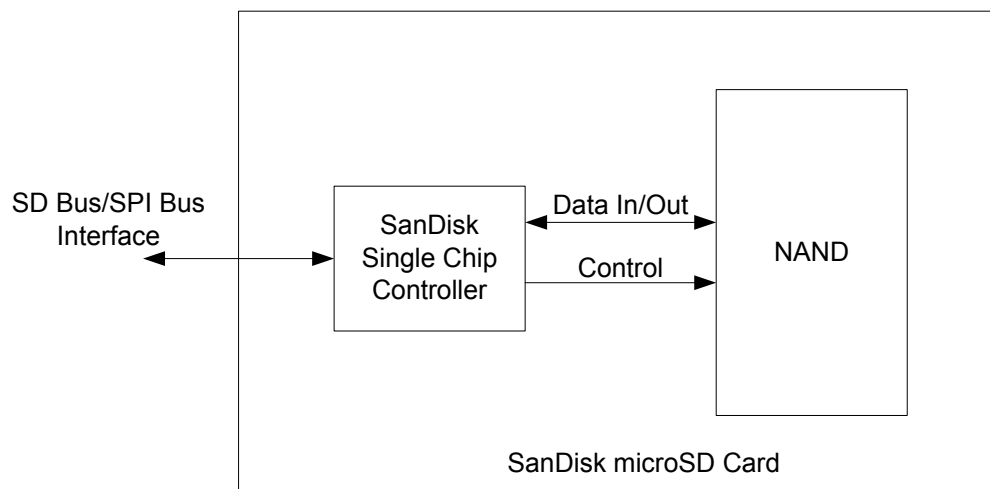 SD Bus/SPI Bus
Interface
SanDisk
Single Chip
Controller
Data In/Out
Control
NAND
SanDisk microSD Card